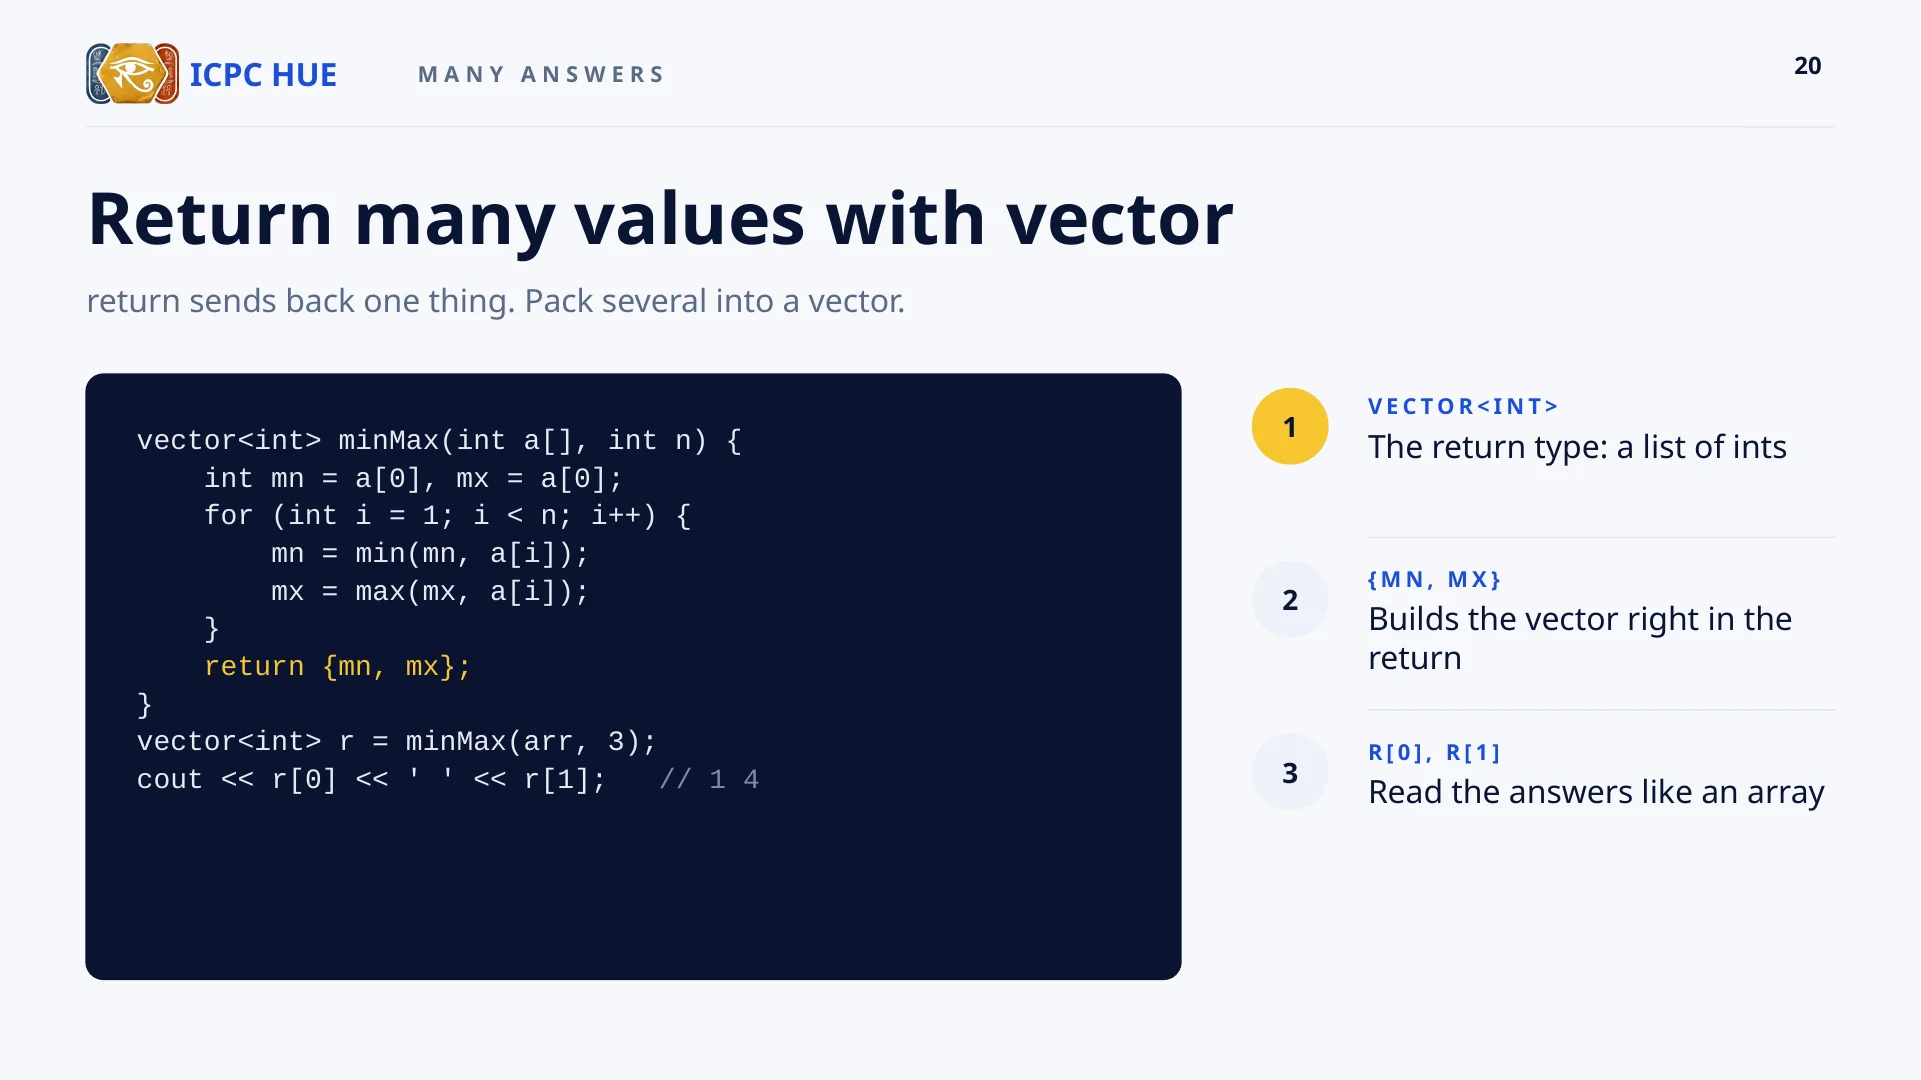 ICPC HUE
MANY ANSWERS
20
Return many values with vector
return sends back one thing. Pack several into a vector.
vector<int> minMax(int a[], int n) {
    int mn = a[0], mx = a[0];
    for (int i = 1; i < n; i++) {
        mn = min(mn, a[i]);
        mx = max(mx, a[i]);
    }
    return {mn, mx};
}
vector<int> r = minMax(arr, 3);
cout << r[0] << ' ' << r[1];   // 1 4
1
VECTOR<INT>
The return type: a list of ints
2
{MN, MX}
Builds the vector right in the
return
3
R[0], R[1]
Read the answers like an array